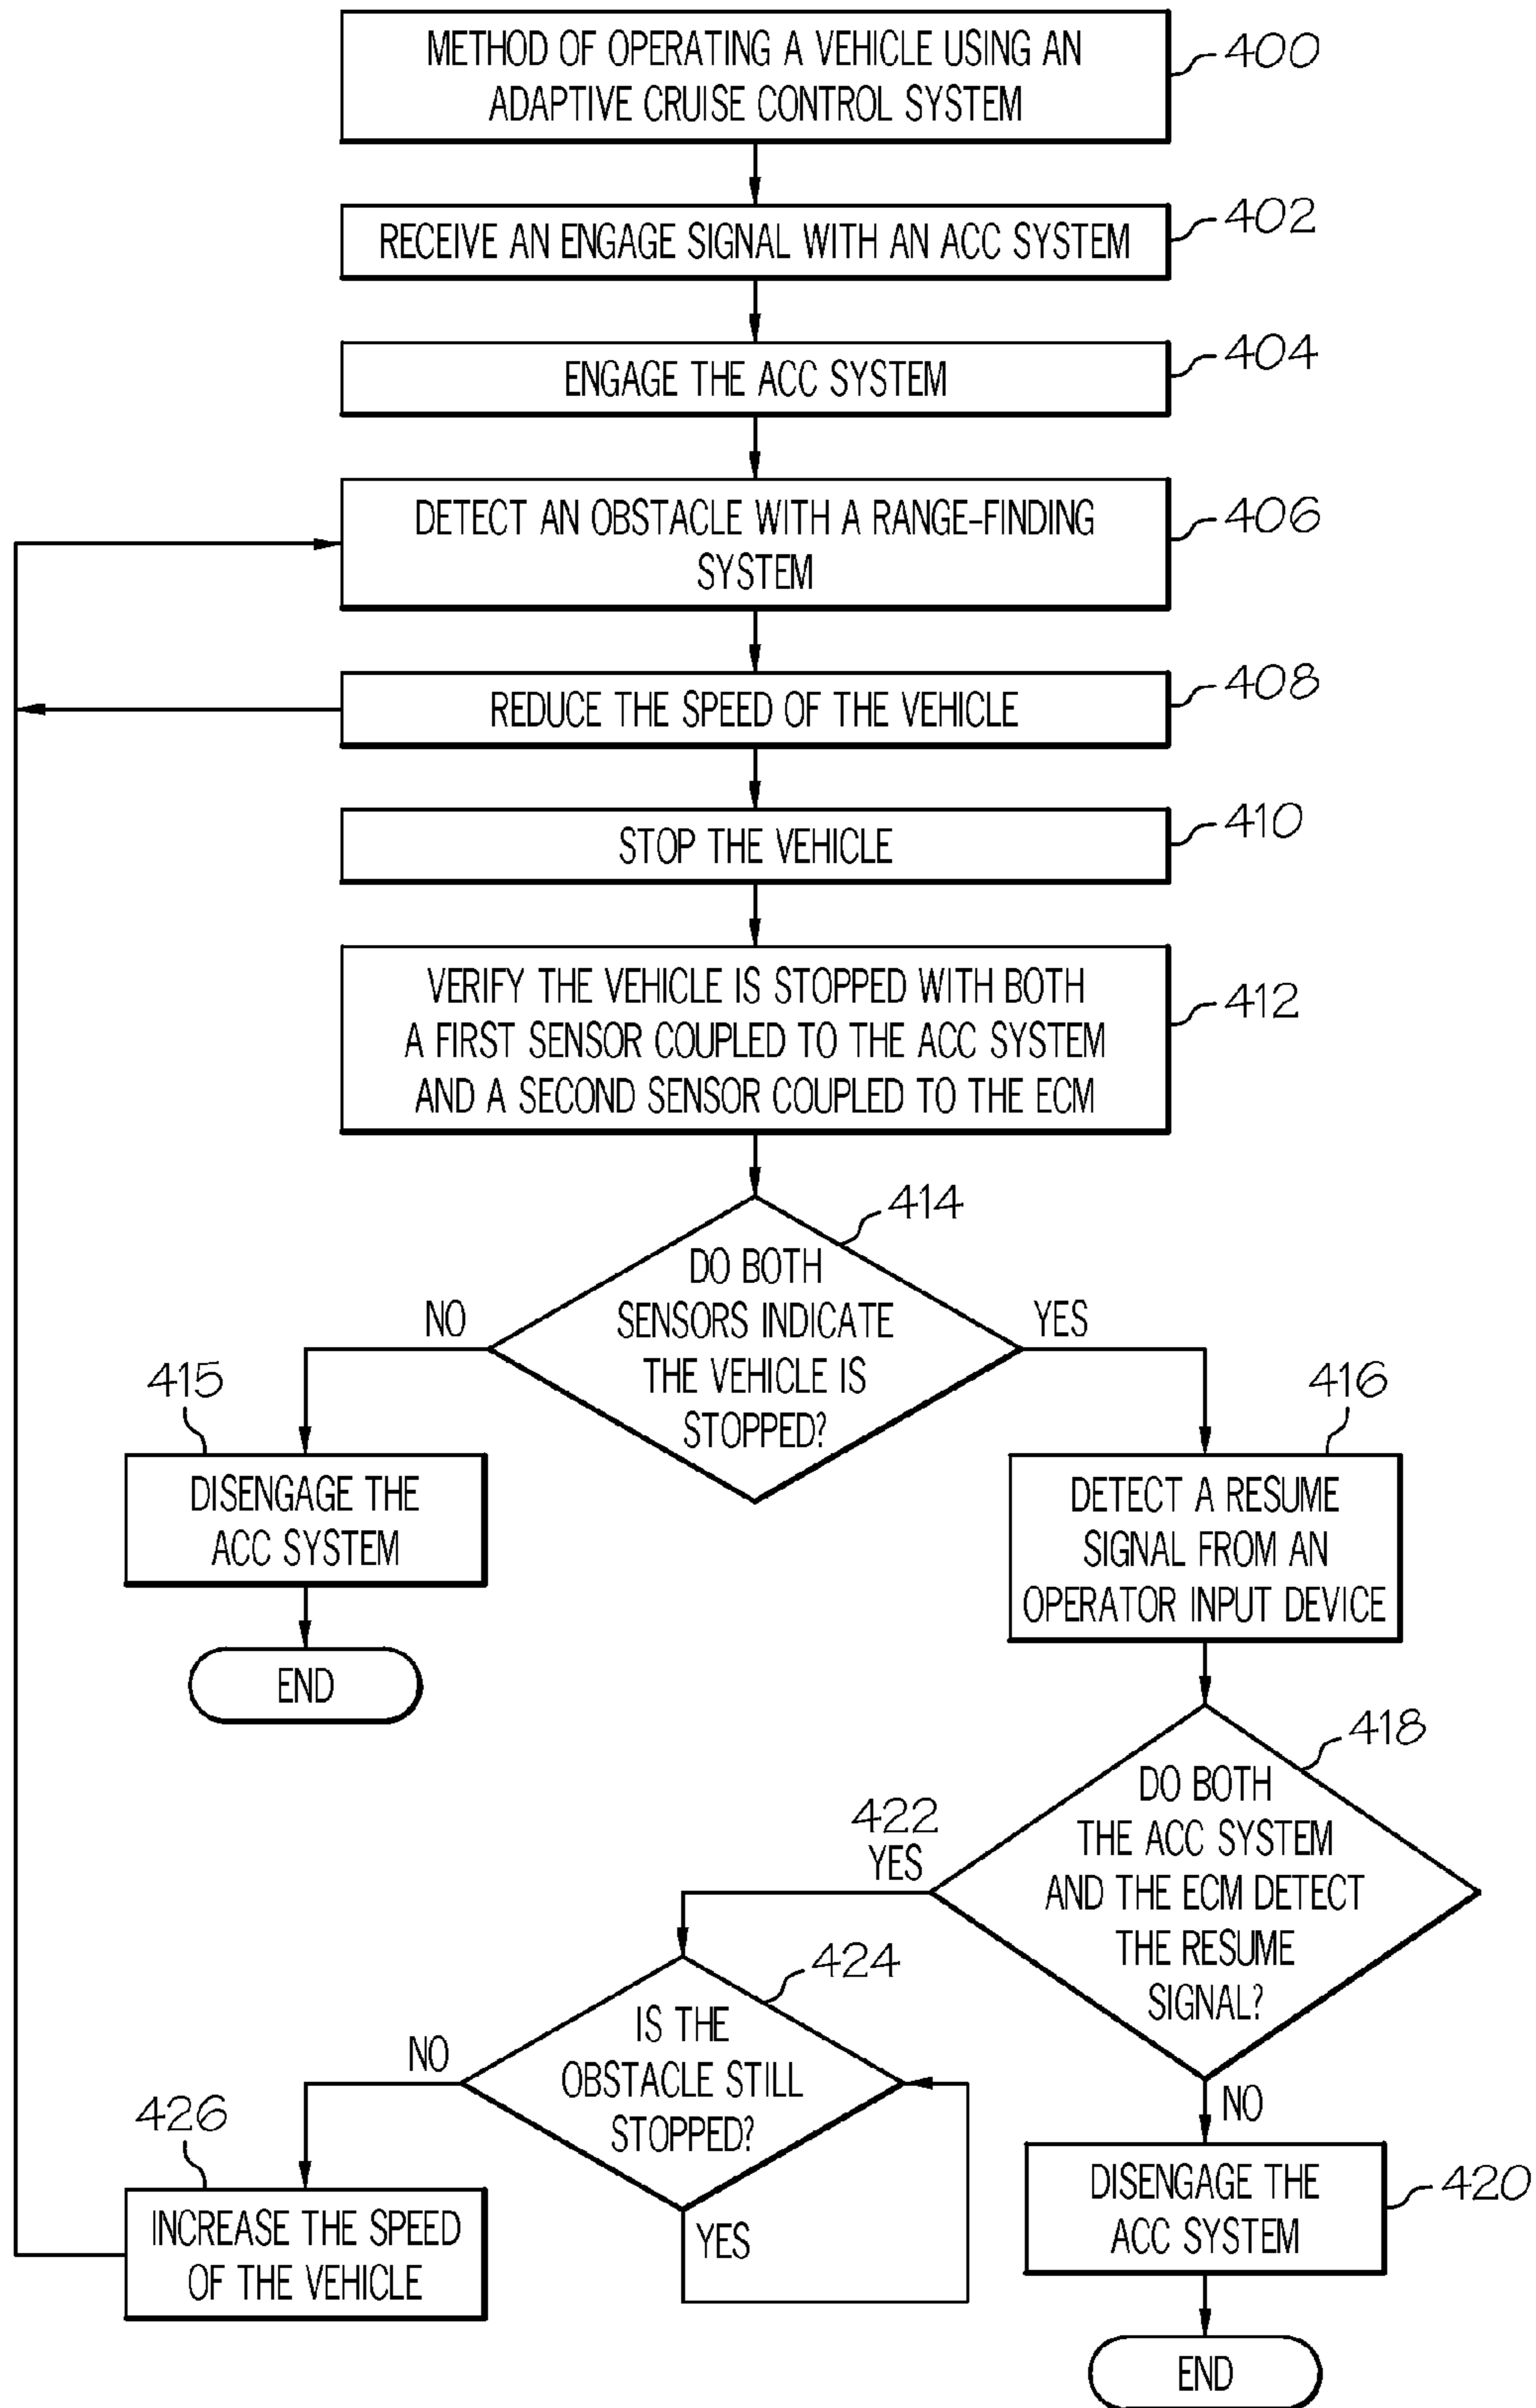 METHOD OF OPERATING A VEHICLE USING AN
ADAPTIVE CRUISE CONTROL SYSTEM
400
RECEIVE AN ENGAGE SIGNAL WITH AN ACC SYSTEM
402
ENGAGE THE ACC SYSTEM
404
DETECT AN OBSTACLE WITH A RANGE-FINDING
SYSTEM
406
REDUCE THE SPEED OF THE VEHICLE
408
STOP THE VEHICLE
410
VERIFY THE VEHICLE IS STOPPED WITH BOTH
A FIRST SENSOR COUPLED TO THE ACC SYSTEM
AND A SECOND SENSOR COUPLED TO THE ECM
412
414
DO BOTH
SENSORS INDICATE
THE VEHICLE IS
STOPPED?
NO
YES
415
DISENGAGE THE
ACC SYSTEM
END
416
DETECT A RESUME
SIGNAL FROM AN
OPERATOR INPUT DEVICE
418
DO BOTH
THE ACC SYSTEM
AND THE ECM DETECT
THE RESUME
SIGNAL?
422
YES
424
IS THE
OBSTACLE STILL
STOPPED?
NO
YES
426
INCREASE THE SPEED
OF THE VEHICLE
NO
DISENGAGE THE
ACC SYSTEM
420
END